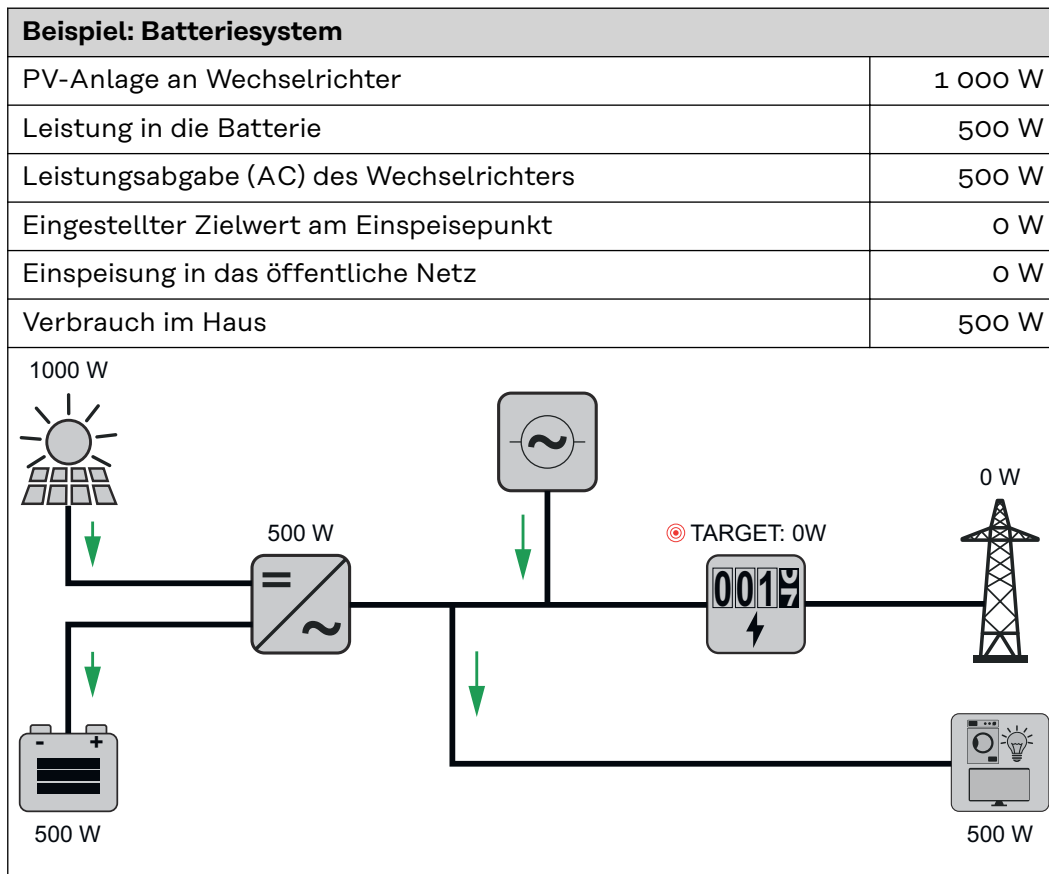 Beispiel: Batteriesystem
PV-Anlage an Wechselrichter 1 000 W
Leistung in die Batterie 500 W
Leistungsabgabe (AC) des Wechselrichters 500 W
Eingestellter Zielwert am Einspeisepunkt 0 W
Einspeisung in das öffentliche Netz 0 W
Verbrauch im Haus 500 W
1000 W
0 W
500 W
TARGET: 0W
001
- +
500 W
500 W